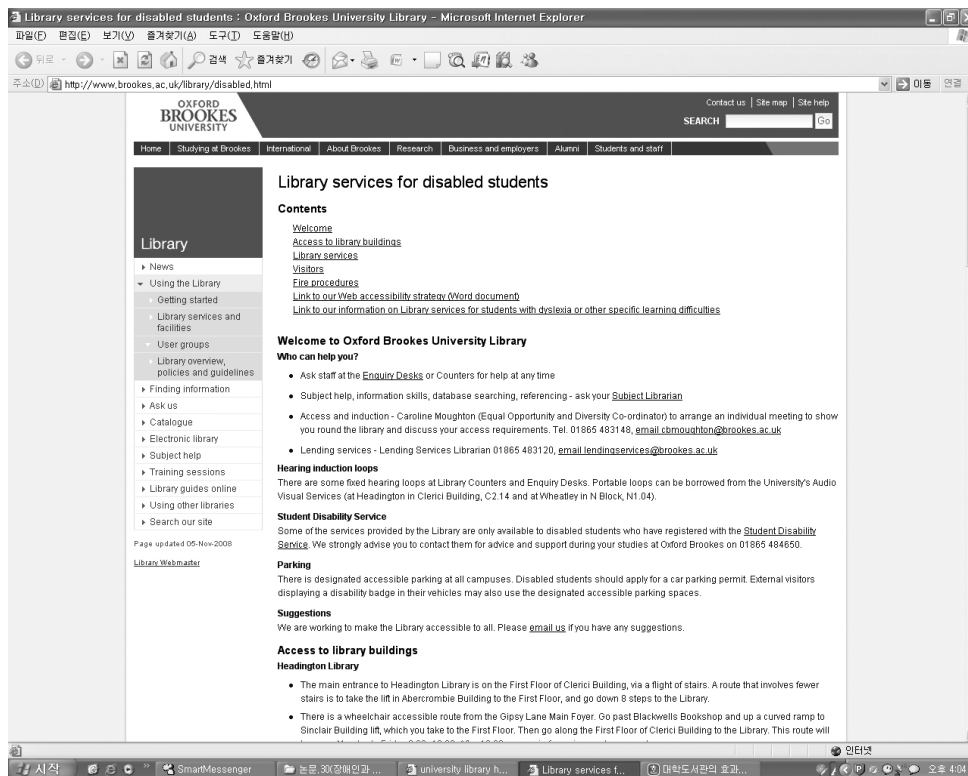 Library services for disabled students : Oxford Brookes University Library - Microsoft Internet Explorer
파일(F) 편집(E) 보기(V) 즐겨찾기(A) 도구(T) 도움말(H)
뒤로 검색 즐겨찾기
주소(D) http://www.brookes.ac.uk/library/disabled.html 이동 연결
OXFORD
BROOKES
UNIVERSITY
Contact us | Site map | Site help
SEARCH Go
Home Studying at Brookes International About Brookes Research Business and employers Alumni Students and staff
Library
News
Using the Library
Getting started
Library services and
facilities
User groups
Library overview,
policies and guidelines
Finding information
Ask us
Catalogue
Electronic library
Subject help
Training sessions
Library guides online
Using other libraries
Search our site
Page updated 05-Nov-2008
Library Webmaster
Library services for disabled students
Contents
Welcome
Access to library buildings
Library services
Visitors
Fire procedures
Link to our Web accessibility strategy (Word document)
Link to our information on Library services for students with dyslexia or other specific learning difficulties
Welcome to Oxford Brookes University Library
Who can help you?
• Ask staff at the Enquiry Desks or Counters for help at any time
• Subject help, information skills, database searching, referencing - ask your Subject Librarian
• Access and induction - Caroline Moughton (Equal Opportunity and Diversity Co-ordinator) to arrange an individual meeting to show
you round the library and discuss your access requirements. Tel. 01865 483148, email cbmoughton@brookes.ac.uk
• Lending services - Lending Services Librarian 01865 483120, email lendingservices@brookes.ac.uk
Hearing induction loops
There are some fixed hearing loops at Library Counters and Enquiry Desks. Portable loops can be borrowed from the University's Audio
Visual Services (at Headington in Clerici Building, C2.14 and at Wheatley in N Block, N1.04).
Student Disability Service
Some of the services provided by the Library are only available to disabled students who have registered with the Student Disability
Service. We strongly advise you to contact them for advice and support during your studies at Oxford Brookes on 01865 484650.
Parking
There is designated accessible parking at all campuses. Disabled students should apply for a car parking permit. External visitors
displaying a disability badge in their vehicles may also use the designated accessible parking spaces.
Suggestions
We are working to make the Library accessible to all. Please email us if you have any suggestions.
Access to library buildings
Headington Library
• The main entrance to Headington Library is on the First Floor of Clerici Building, via a flight of stairs. A route that involves fewer
stairs is to take the lift in Abercrombie Building to the First Floor, and go down 8 steps to the Library.
• There is a wheelchair accessible route from the Gipsy Lane Main Foyer. Go past Blackwells Bookshop and up a curved ramp to
Sinclair Building lift, which you take to the First Floor. Then go along the First Floor of Clerici Building to the Library. This route will
인터넷
시작 SmartMessenger 논문.30(장애인과 ... university library h... Library services f... 대학도서관의 효과... 오후 4:04